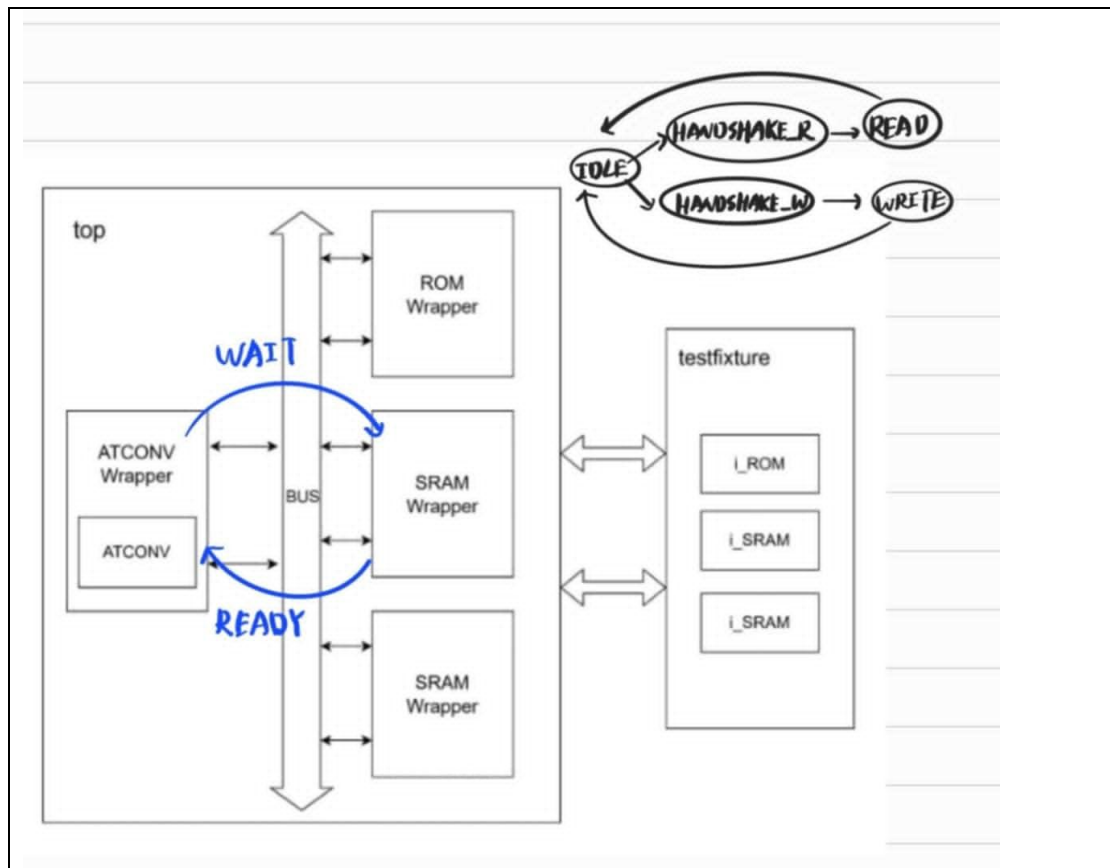 HANDSHAKE_R
READ
IDLE
HANDSHAKE_W
WRITE
top
ROM
Wrapper
testfixture
WAIT
ATCONV
Wrapper
SRAM
Wrapper
i_ROM
BUS
ATCONV
i_SRAM
READY
i_SRAM
SRAM
Wrapper